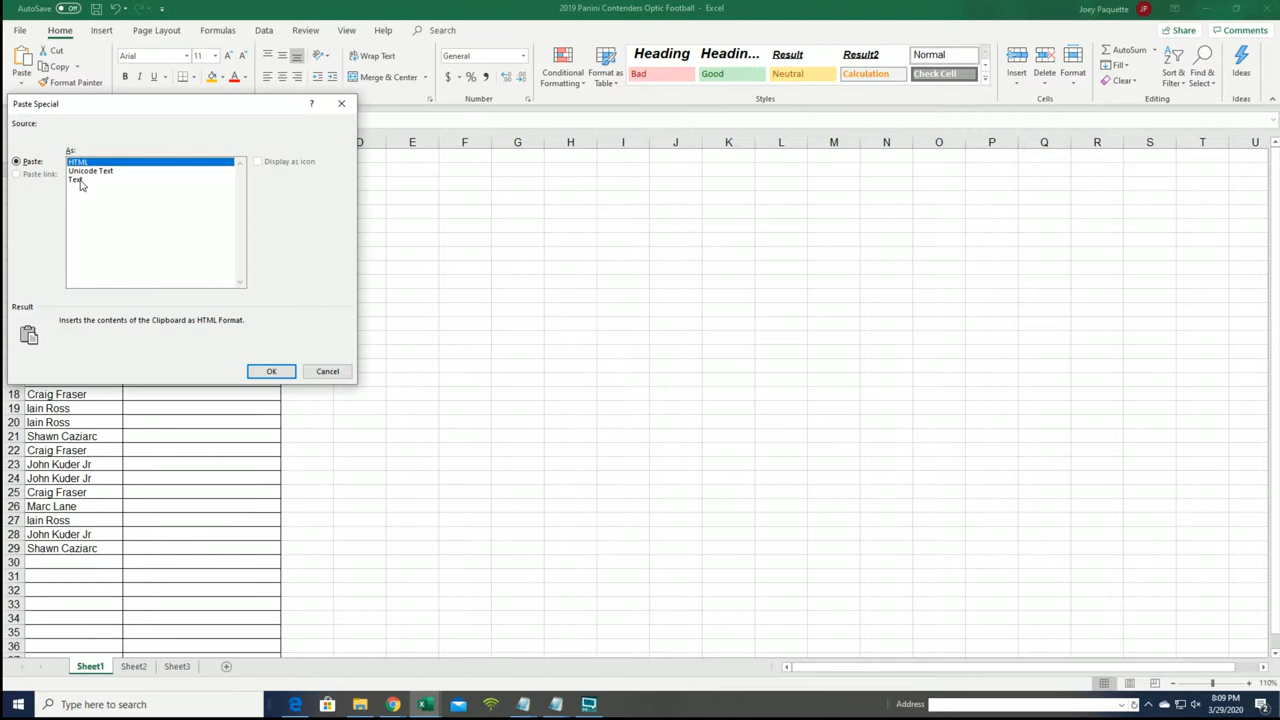 AutoSave Off 2019 Panini Contenders Optic Football - Excel Joey Paquette JP
File Home Insert Page Layout Formulas Data Review View Help Search Share Comments
Paste Cut Copy Format Painter
Arial 11
B I U
Wrap Text
Merge & Center
General
$ % ,
Number
Conditional Formatting Format as Table
Heading Headin... Result Result2 Normal
Bad Good Neutral Calculation Check Cell
Styles
Insert Delete Format
Cells
AutoSum
Fill
Clear
Sort & Filter Find & Select
Editing
Ideas
Ideas
Paste Special ?
Source:
As:
Paste:
Paste link:
HTML
Unicode Text
Text
Display as icon
Result
Inserts the contents of the Clipboard as HTML Format.
OK Cancel
D E F G H I J K L M N O P Q R S T U
18 Craig Fraser
19 Iain Ross
20 Iain Ross
21 Shawn Caziarc
22 Craig Fraser
23 John Kuder Jr
24 John Kuder Jr
25 Craig Fraser
26 Marc Lane
27 Iain Ross
28 John Kuder Jr
29 Shawn Caziarc
30
31
32
33
34
35
36
Sheet1 Sheet2 Sheet3
110%
Type here to search
Address
8:09 PM
3/29/2020
2